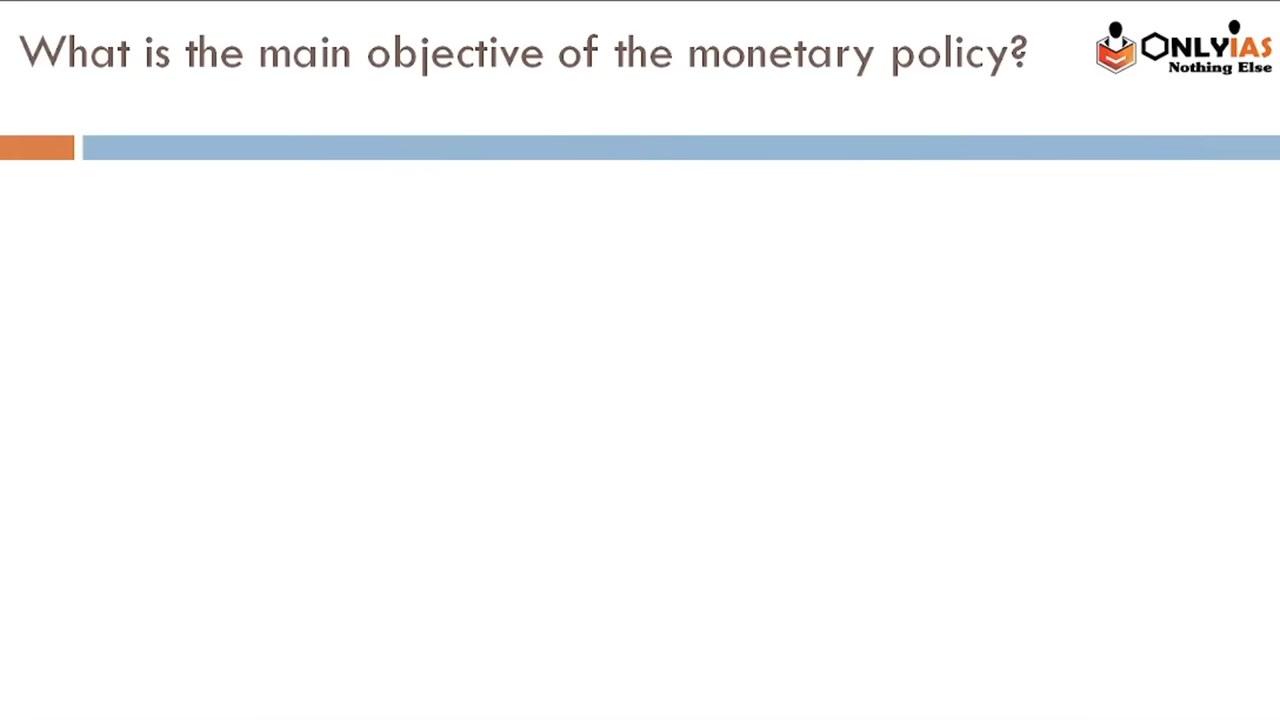 What is the main objective of the monetary policy?
ONLYIAS
Nothing Else